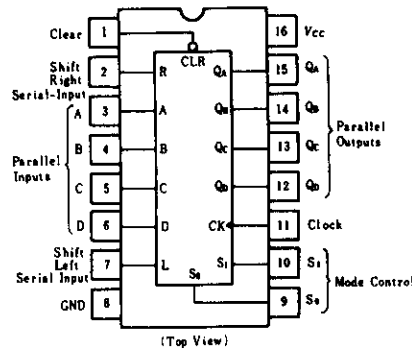 Clear
1
16
VCC
CLR
Shift
Right
Serial-Input
2
R
QA
15
QA
A
3
A
QB
14
QB
Parallel
Inputs
B
4
B
QC
13
QC
Parallel
Outputs
C
5
C
QD
12
QD
D
6
D
CK
11
Clock
Shift
Left
Serial Input
7
L
S1
10
S1
Mode Control
S0
GND
8
9
S0
(Top View)